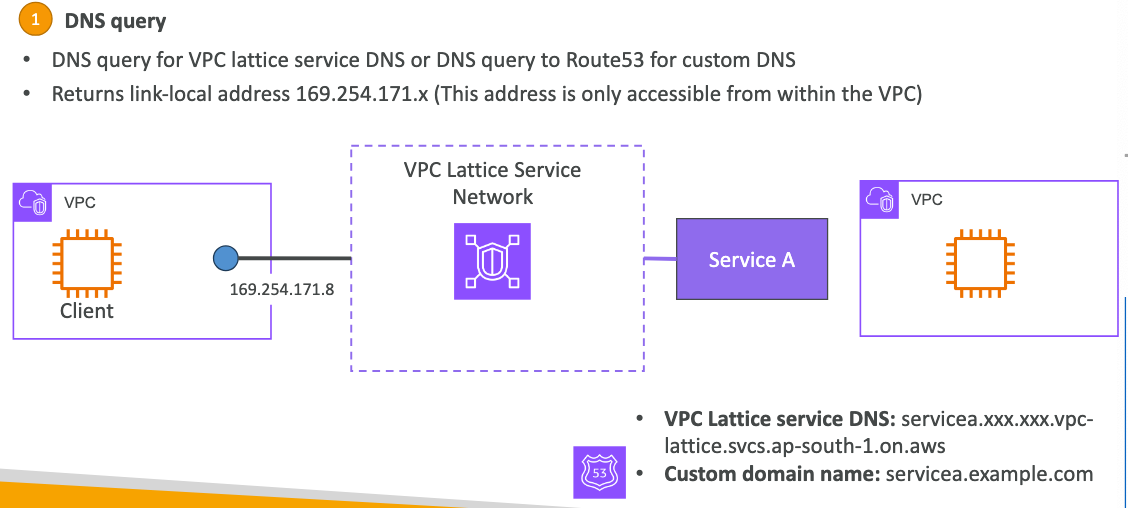 1 DNS query
• DNS query for VPC lattice service DNS or DNS query to Route53 for custom DNS
• Returns link-local address 169.254.171.x (This address is only accessible from within the VPC)
VPC Lattice Service
Network
VPC
VPC
Service A
169.254.171.8
Client
• VPC Lattice service DNS: servicea.xxx.xxx.vpc-
lattice.svcs.ap-south-1.on.aws
53
• Custom domain name: servicea.example.com